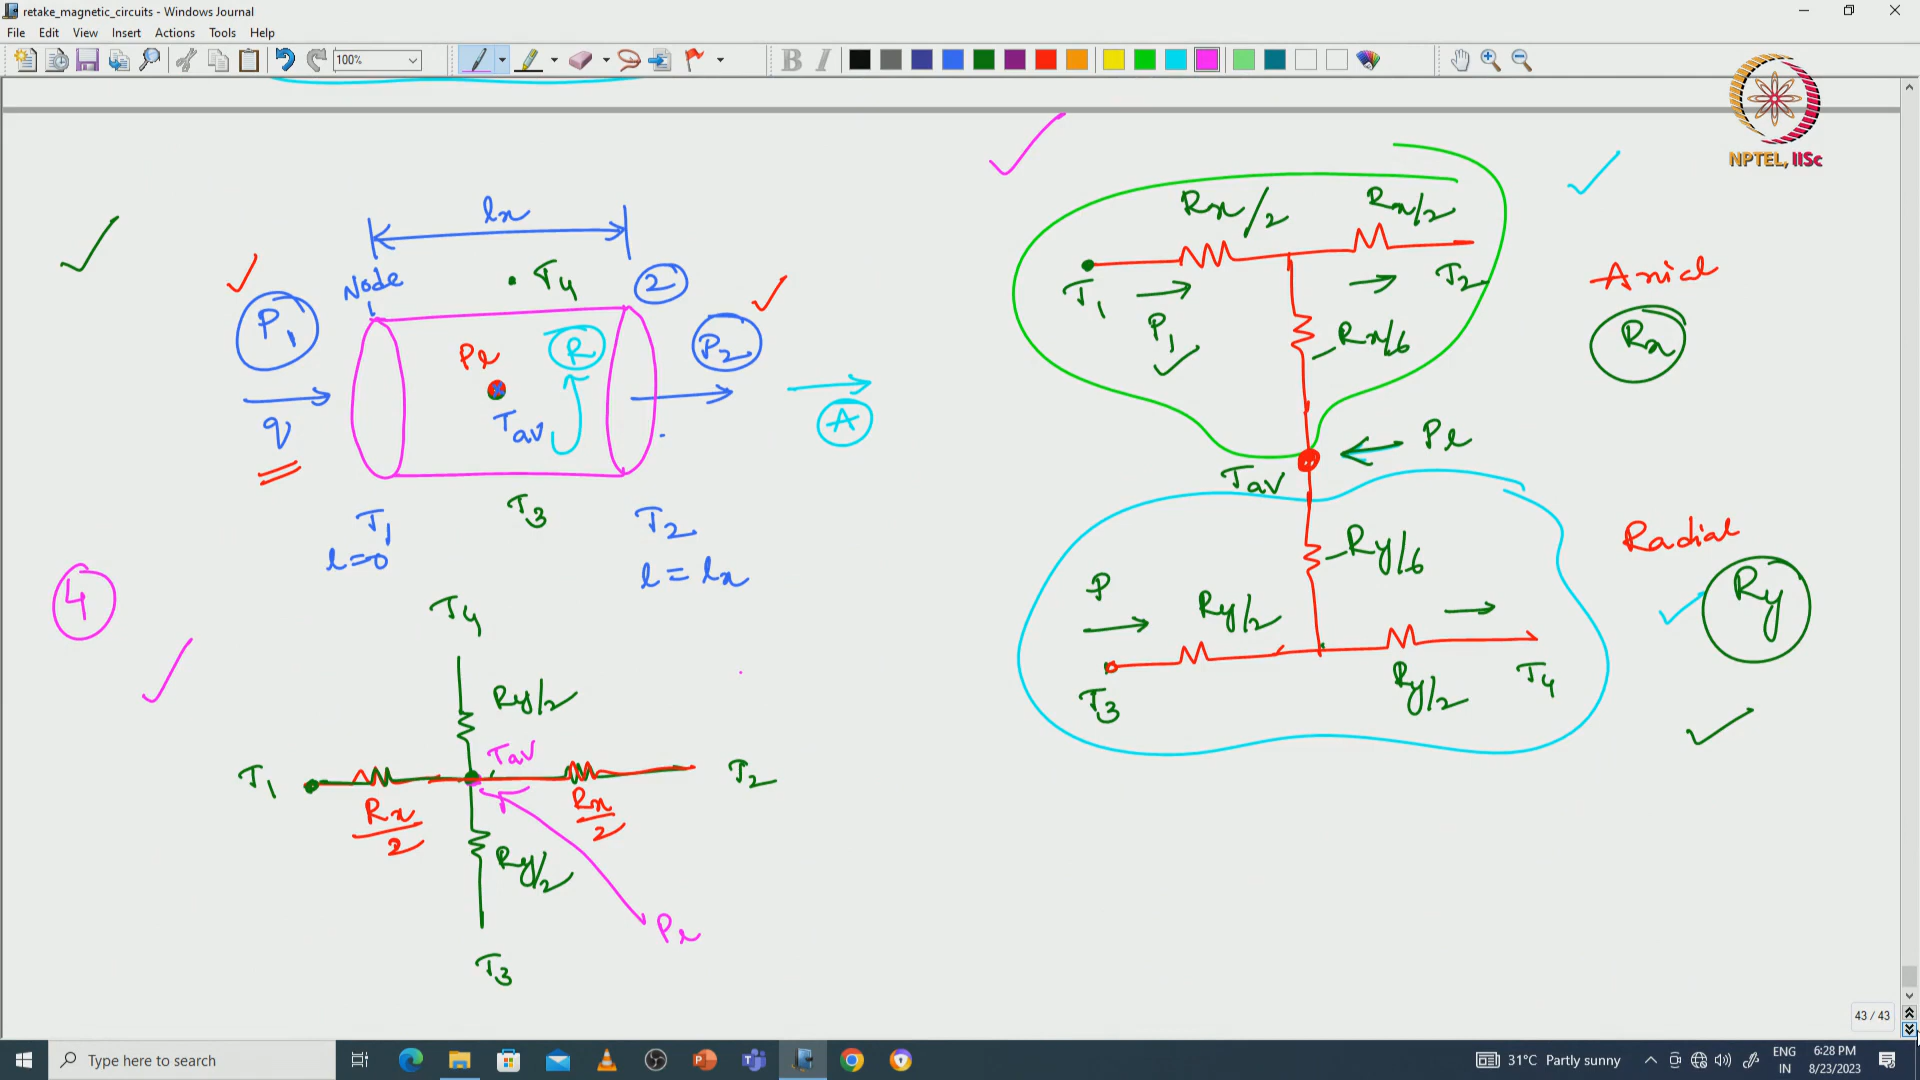 retake_magnetic_circuits - Windows Journal
File Edit View Insert Actions Tools Help
100%
B I
NPTEL, IISc
lx
Node
1
T4
2
P1
Pl
R
P2
q
Tav
A
T3
T1
l=0
T2
l = lx
4
T4
Ry/2
Tav
T1
T2
Rx/2
Rx/2
Ry/2
Pl
T3
Rx/2
Rx/2
T1
T2
P1
Rx/6
Axial
Rx
Pl
Tav
Radial
Ry
Ry/6
P
Ry/2
T3
Ry/2
T4
43 / 43
Type here to search
31°C Partly sunny
ENG
IN
6:28 PM
8/23/2023